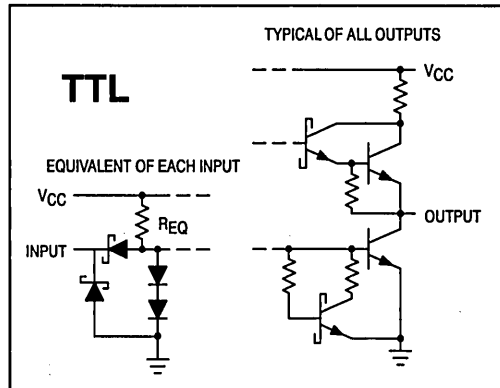 TYPICAL OF ALL OUTPUTS
VCC
TTL
EQUIVALENT OF EACH INPUT
VCC
REQ
INPUT
OUTPUT